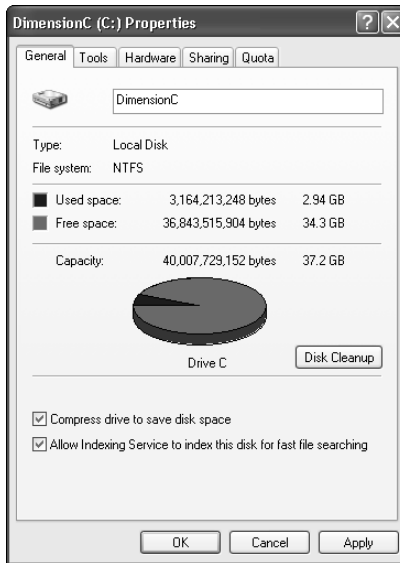 DimensionC (C:) Properties
General Tools Hardware Sharing Quota
DimensionC
Type: Local Disk
File system: NTFS
Used space: 3,164,213,248 bytes 2.94 GB
Free space: 36,843,515,904 bytes 34.3 GB
Capacity: 40,007,729,152 bytes 37.2 GB
Drive C
Disk Cleanup
Compress drive to save disk space
Allow Indexing Service to index this disk for fast file searching
OK Cancel Apply